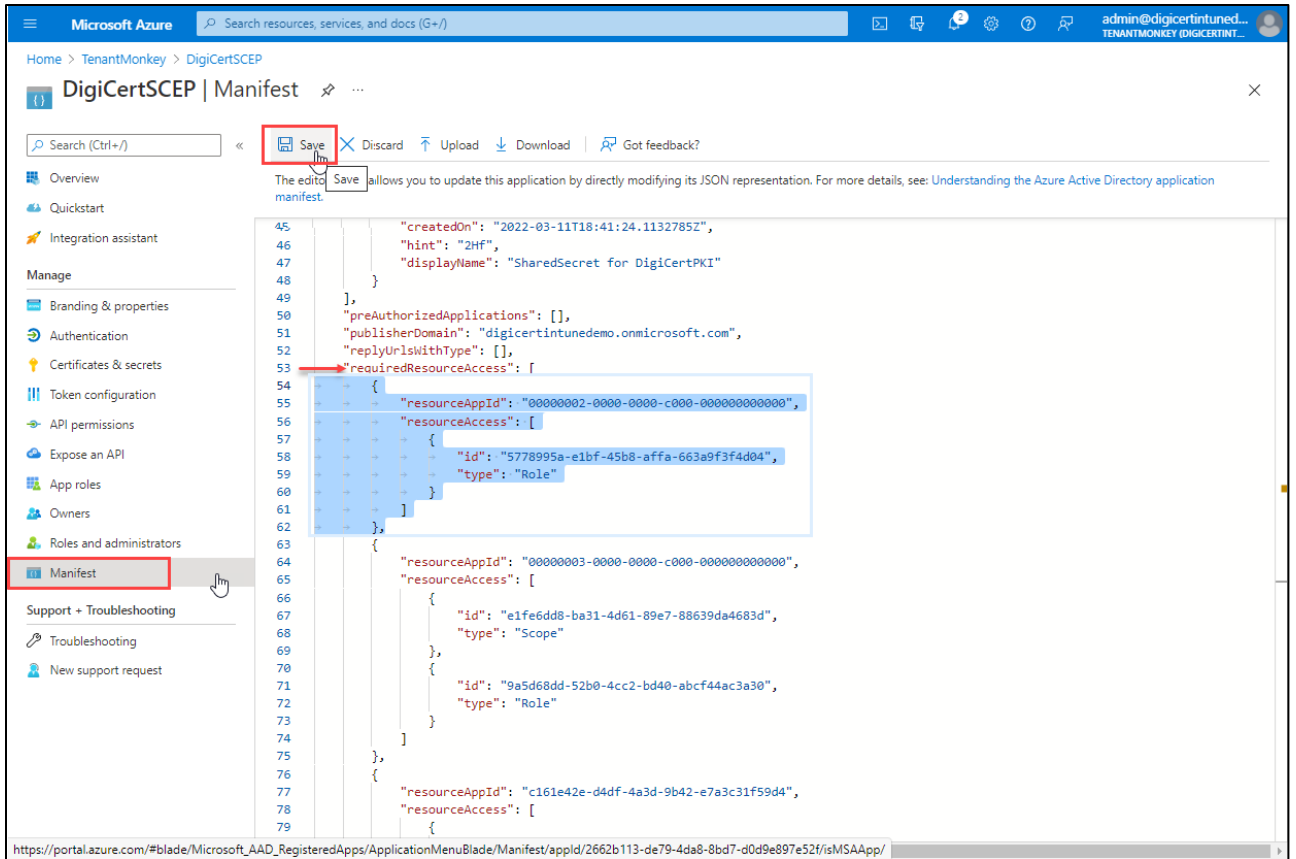 Microsoft Azure
Search resources, services, and docs (G+/)
2
admin@digicertintuned...
TENANTMONKEY (DIGICERTINT...
Home > TenantMonkey > DigiCertSCEP
DigiCertSCEP | Manifest
Search (Ctrl+/)
Save
Discard
Upload
Download
Got feedback?
Overview
Quickstart
Integration assistant
Manage
Branding & properties
Authentication
Certificates & secrets
Token configuration
API permissions
Expose an API
App roles
Owners
Roles and administrators
Manifest
Support + Troubleshooting
Troubleshooting
New support request
The edito Save allows you to update this application by directly modifying its JSON representation. For more details, see: Understanding the Azure Active Directory application
manifest.
45 "createdOn": "2022-03-11T18:41:24.1132785Z",
46 "hint": "2Hf",
47 "displayName": "SharedSecret for DigiCertPKI"
48 }
49 ],
50 "preAuthorizedApplications": [],
51 "publisherDomain": "digicertintunedemo.onmicrosoft.com",
52 "replyUrlsWithType": [],
53 "requiredResourceAccess": [
54 {
55 "resourceAppId": "00000002-0000-0000-c000-000000000000",
56 "resourceAccess": [
57 {
58 "id": "5778995a-e1bf-45b8-affa-663a9f3f4d04",
59 "type": "Role"
60 }
61 ]
62 },
63 {
64 "resourceAppId": "00000003-0000-0000-c000-000000000000",
65 "resourceAccess": [
66 {
67 "id": "e1fe6dd8-ba31-4d61-89e7-88639da4683d",
68 "type": "Scope"
69 },
70 {
71 "id": "9a5d68dd-52b0-4cc2-bd40-abcf44ac3a30",
72 "type": "Role"
73 }
74 ]
75 },
76 {
77 "resourceAppId": "c161e42e-d4df-4a3d-9b42-e7a3c31f59d4",
78 "resourceAccess": [
79 {
https://portal.azure.com/#blade/Microsoft_AAD_RegisteredApps/ApplicationMenuBlade/Manifest/appId/2662b113-de79-4da8-8bd7-d0d9e897e52f/isMSAApp/